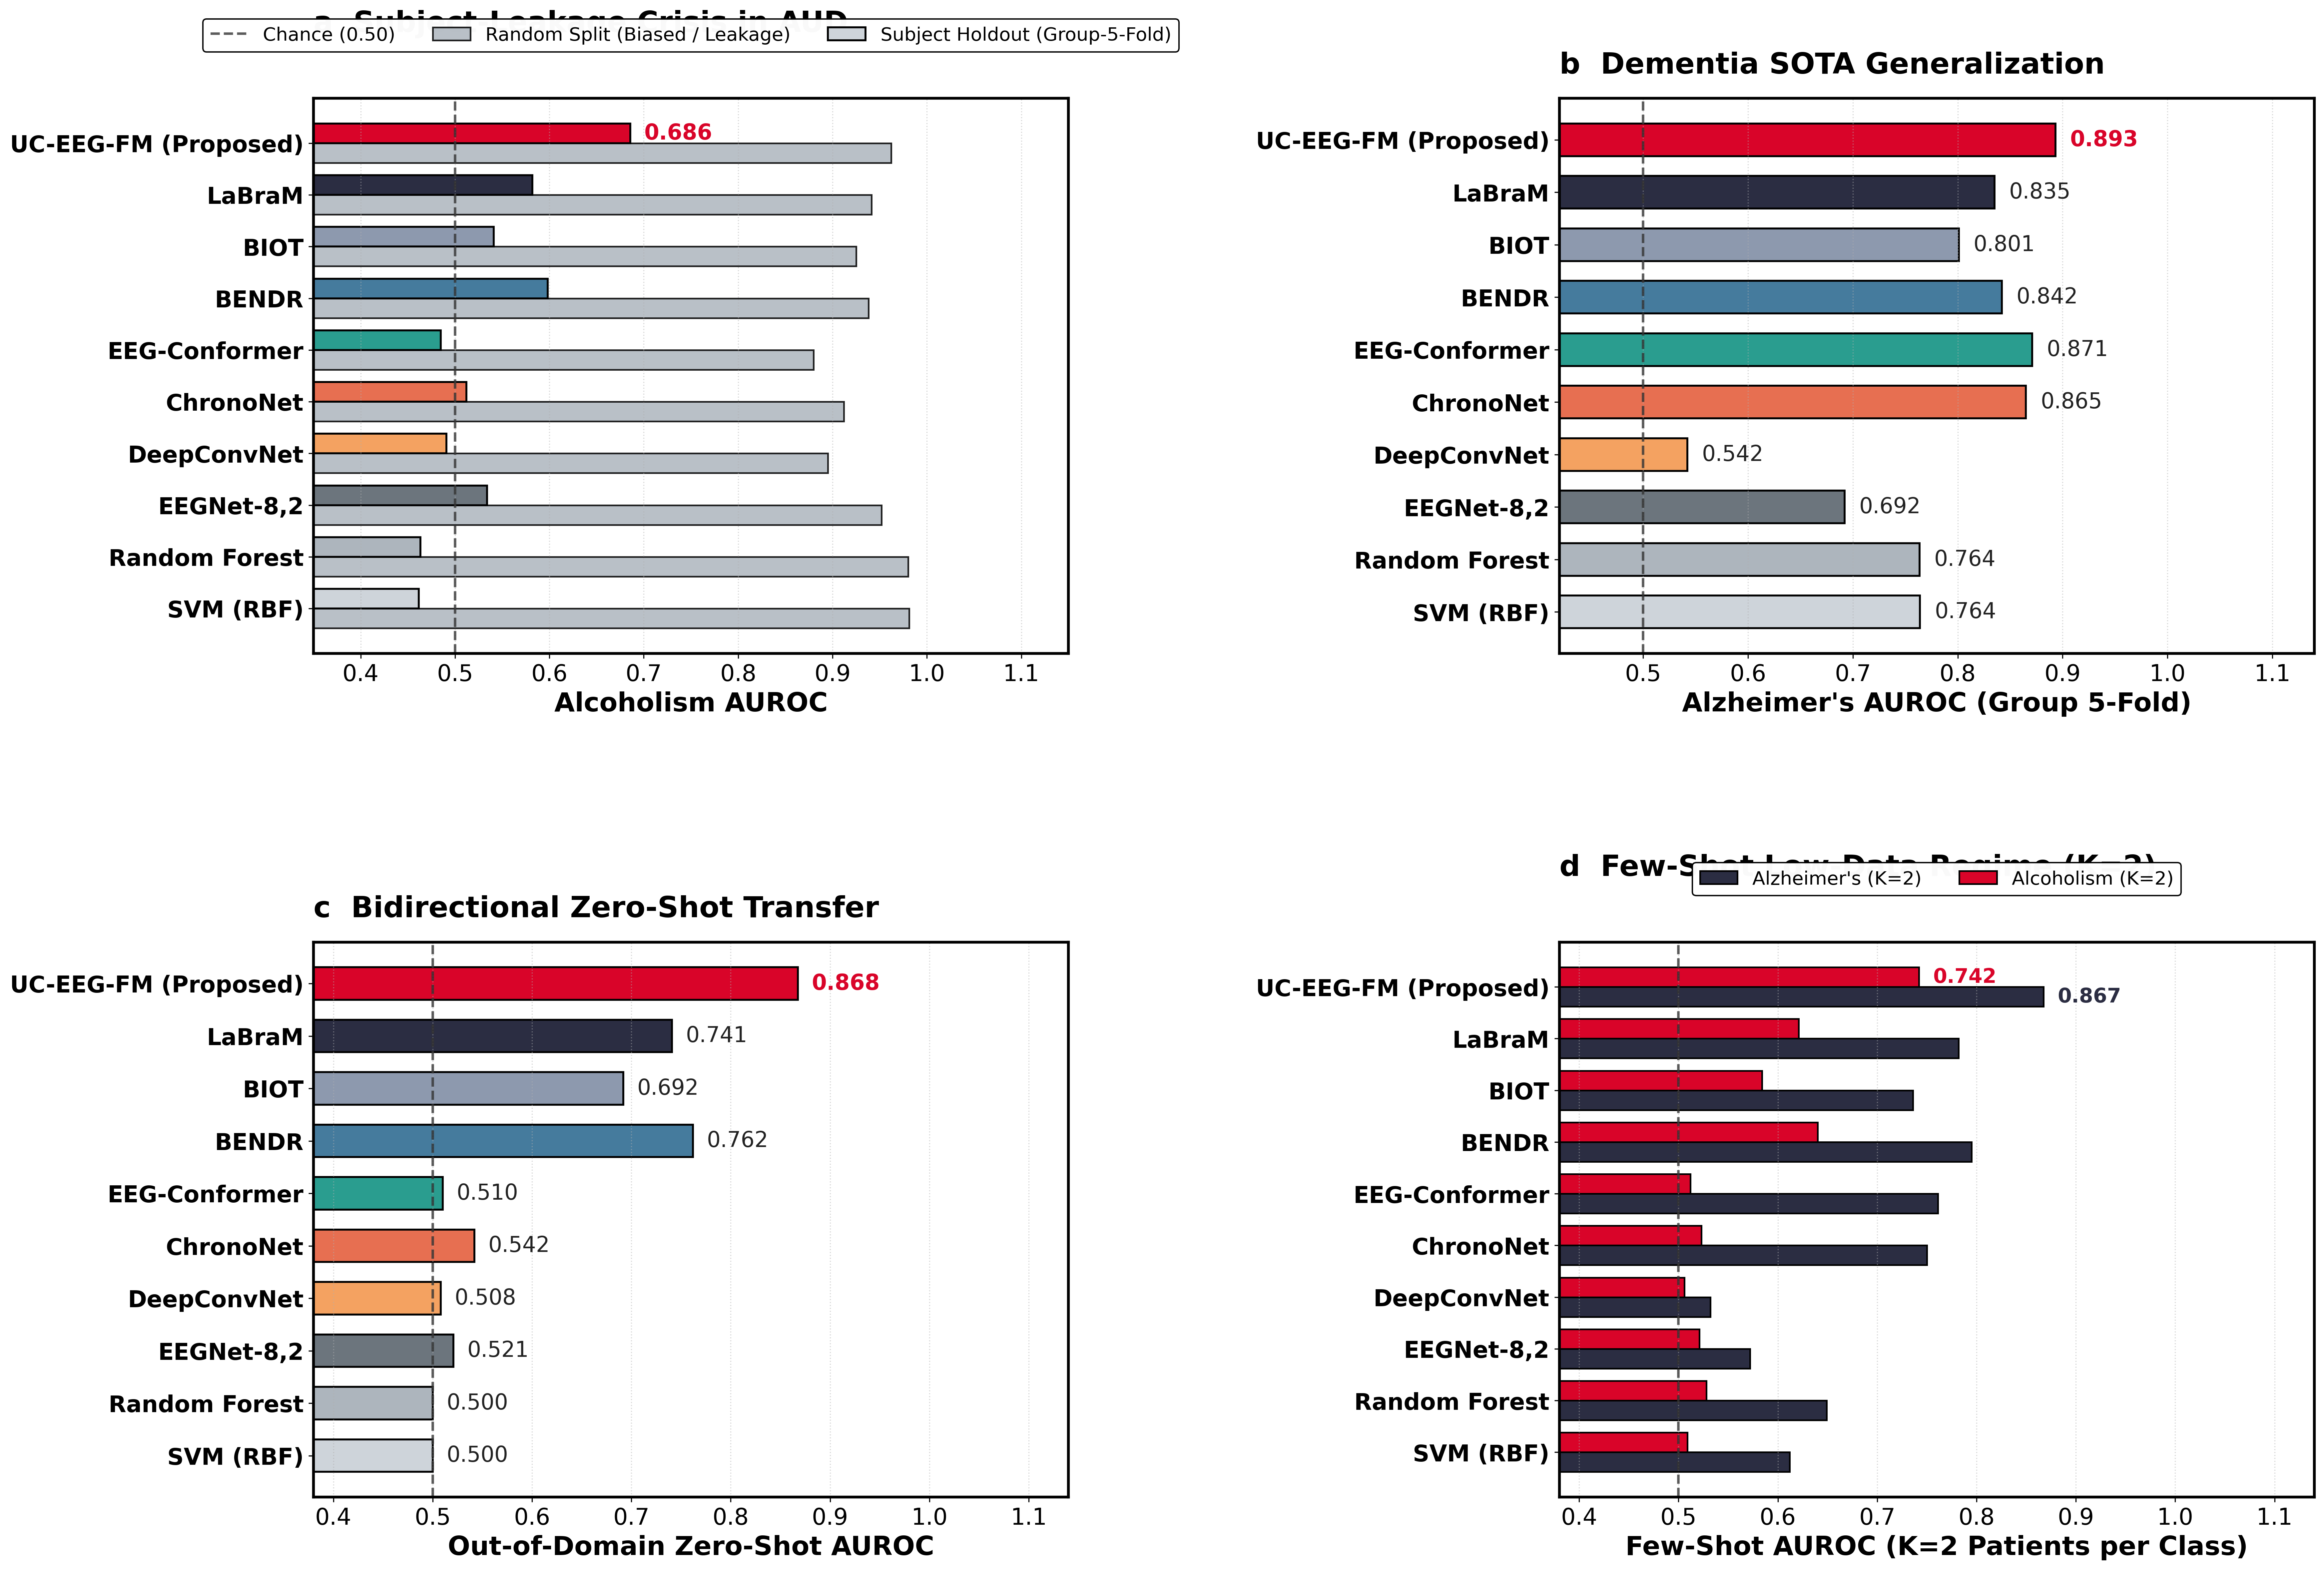 a Subject Leakage Crisis in AUD
Chance (0.50) Random Split (Biased / Leakage) Subject Holdout (Group-5-Fold)
UC-EEG-FM (Proposed) 0.686
LaBraM
BIOT
BENDR
EEG-Conformer
ChronoNet
DeepConvNet
EEGNet-8,2
Random Forest
SVM (RBF)
0.4 0.5 0.6 0.7 0.8 0.9 1.0 1.1
Alcoholism AUROC
b Dementia SOTA Generalization
UC-EEG-FM (Proposed) 0.893
LaBraM 0.835
BIOT 0.801
BENDR 0.842
EEG-Conformer 0.871
ChronoNet 0.865
DeepConvNet 0.542
EEGNet-8,2 0.692
Random Forest 0.764
SVM (RBF) 0.764
0.5 0.6 0.7 0.8 0.9 1.0 1.1
Alzheimer's AUROC (Group 5-Fold)
c Bidirectional Zero-Shot Transfer
UC-EEG-FM (Proposed) 0.868
LaBraM 0.741
BIOT 0.692
BENDR 0.762
EEG-Conformer 0.510
ChronoNet 0.542
DeepConvNet 0.508
EEGNet-8,2 0.521
Random Forest 0.500
SVM (RBF) 0.500
0.4 0.5 0.6 0.7 0.8 0.9 1.0 1.1
Out-of-Domain Zero-Shot AUROC
d Few-Shot Low-Data Regime (K=2)
Alzheimer's (K=2) Alcoholism (K=2)
UC-EEG-FM (Proposed) 0.742
0.867
LaBraM
BIOT
BENDR
EEG-Conformer
ChronoNet
DeepConvNet
EEGNet-8,2
Random Forest
SVM (RBF)
0.4 0.5 0.6 0.7 0.8 0.9 1.0 1.1
Few-Shot AUROC (K=2 Patients per Class)